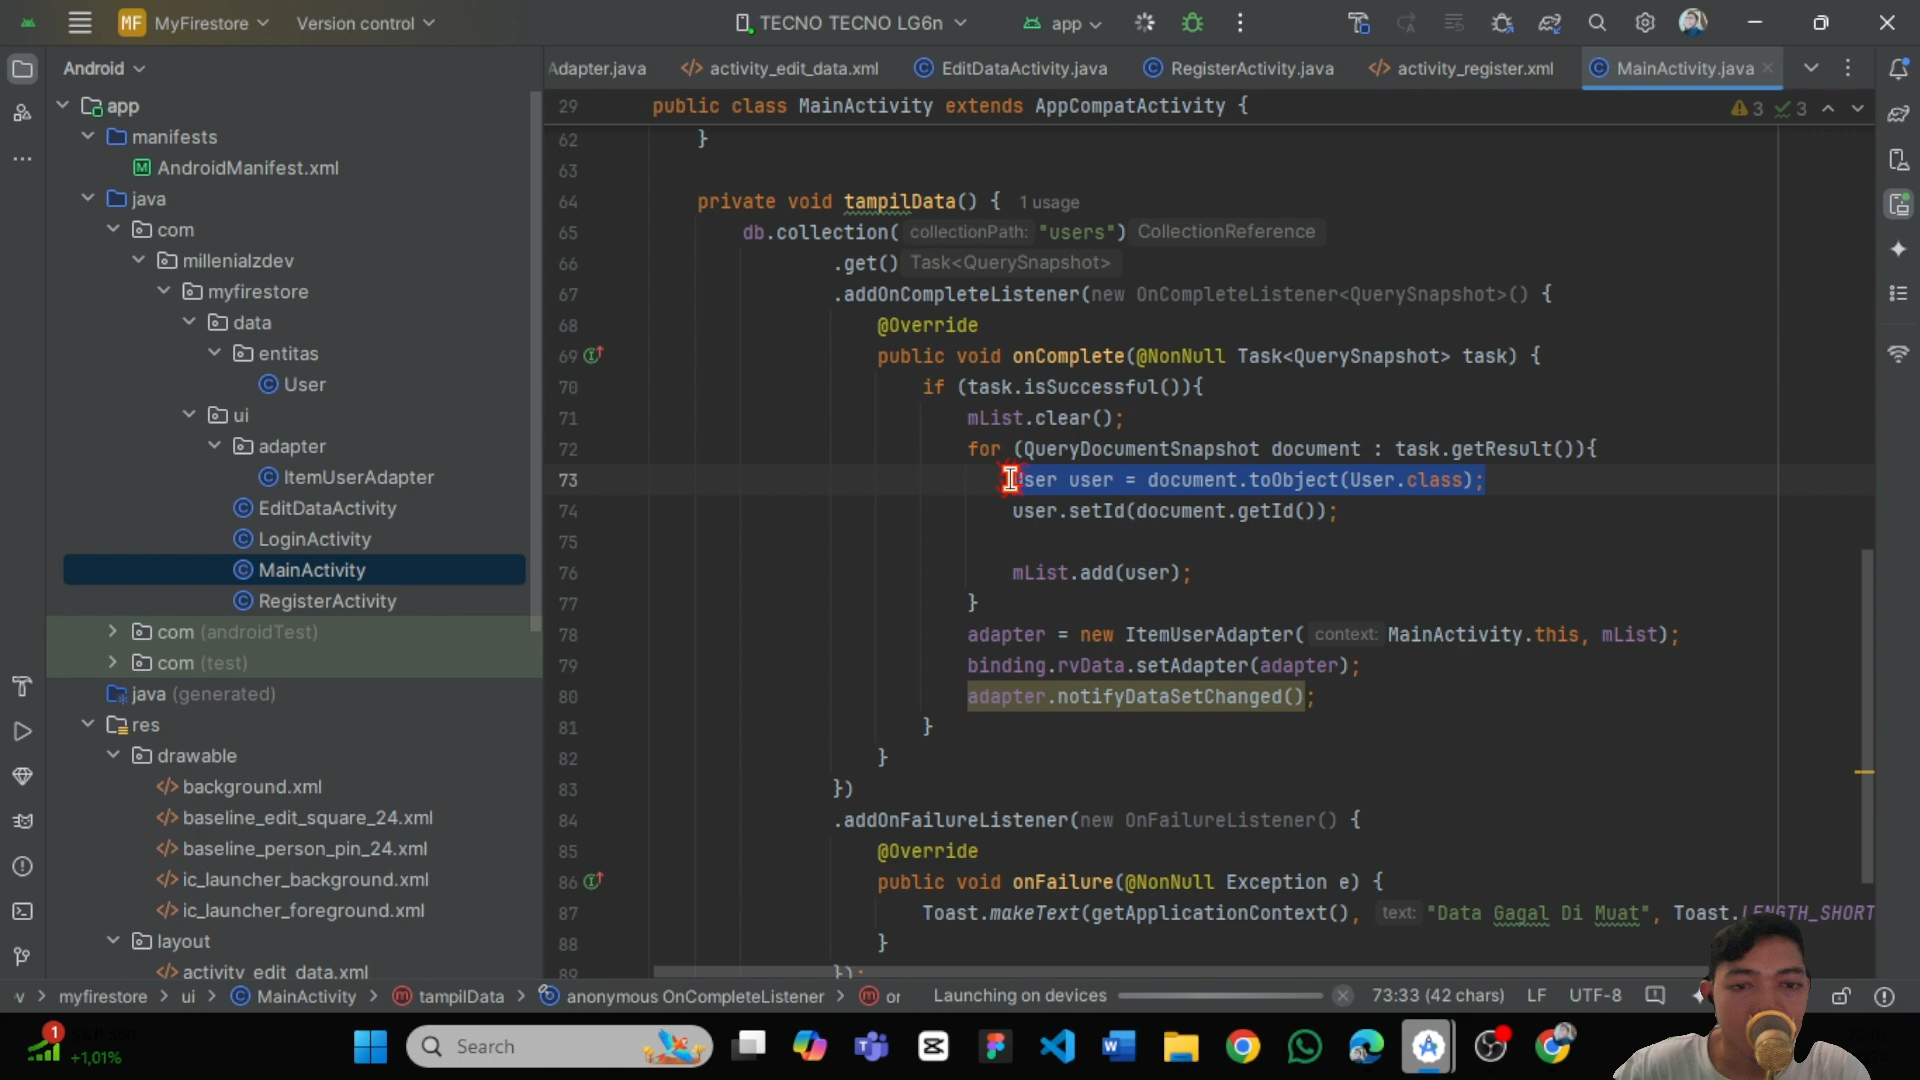 MF MyFirestore Version control TECNO TECNO LG6n app
Android
Adapter.java activity_edit_data.xml EditDataActivity.java RegisterActivity.java activity_register.xml MainActivity.java
app
manifests
AndroidManifest.xml
java
com
millenialzdev
myfirestore
data
entitas
User
ui
adapter
ItemUserAdapter
EditDataActivity
LoginActivity
MainActivity
RegisterActivity
com (androidTest)
com (test)
java (generated)
res
drawable
background.xml
baseline_edit_square_24.xml
baseline_person_pin_24.xml
ic_launcher_background.xml
ic_launcher_foreground.xml
layout
activity_edit_data.xml
29 public class MainActivity extends AppCompatActivity { 3 3
62 }
63
64 private void tampilData() { 1 usage
65 db.collection( collectionPath: "users") CollectionReference
66 .get() Task<QuerySnapshot>
67 .addOnCompleteListener(new OnCompleteListener<QuerySnapshot>() {
68 @Override
69 public void onComplete(@NonNull Task<QuerySnapshot> task) {
70 if (task.isSuccessful()){
71 mList.clear();
72 for (QueryDocumentSnapshot document : task.getResult()){
73 User user = document.toObject(User.class);
74 user.setId(document.getId());
75
76 mList.add(user);
77 }
78 adapter = new ItemUserAdapter( context: MainActivity.this, mList);
79 binding.rvData.setAdapter(adapter);
80 adapter.notifyDataSetChanged();
81 }
82 }
83 })
84 .addOnFailureListener(new OnFailureListener() {
85 @Override
86 public void onFailure(@NonNull Exception e) {
87 Toast.makeText(getApplicationContext(), text: "Data Gagal Di Muat", Toast.LENGTH_SHORT
88 }
89 });
v > myfirestore > ui > MainActivity > tampilData > anonymous OnCompleteListener > or Launching on devices 73:33 (42 chars) LF UTF-8
1 +1,01% Search